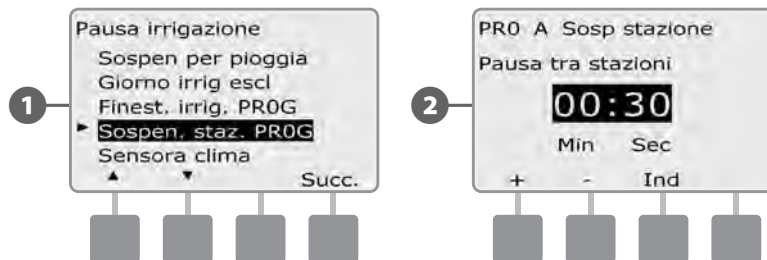 1
Pausa irrigazione
Sospen per pioggia
Giorno irrig escl
Finest. irrig. PR0G
Sospen. staz. PR0G
Sensora clima
Succ.
2
PR0 A Sosp stazione
Pausa tra stazioni
00:30
Min Sec
+ - Ind